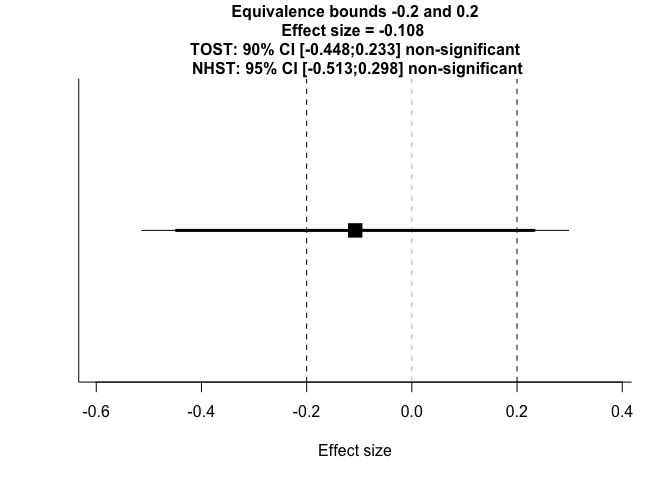 Equivalence bounds -0.2 and 0.2
Effect size = -0.108
TOST: 90% CI [-0.448;0.233] non-significant
NHST: 95% CI [-0.513;0.298] non-significant
-0.6 -0.4 -0.2 0.0 0.2 0.4
Effect size